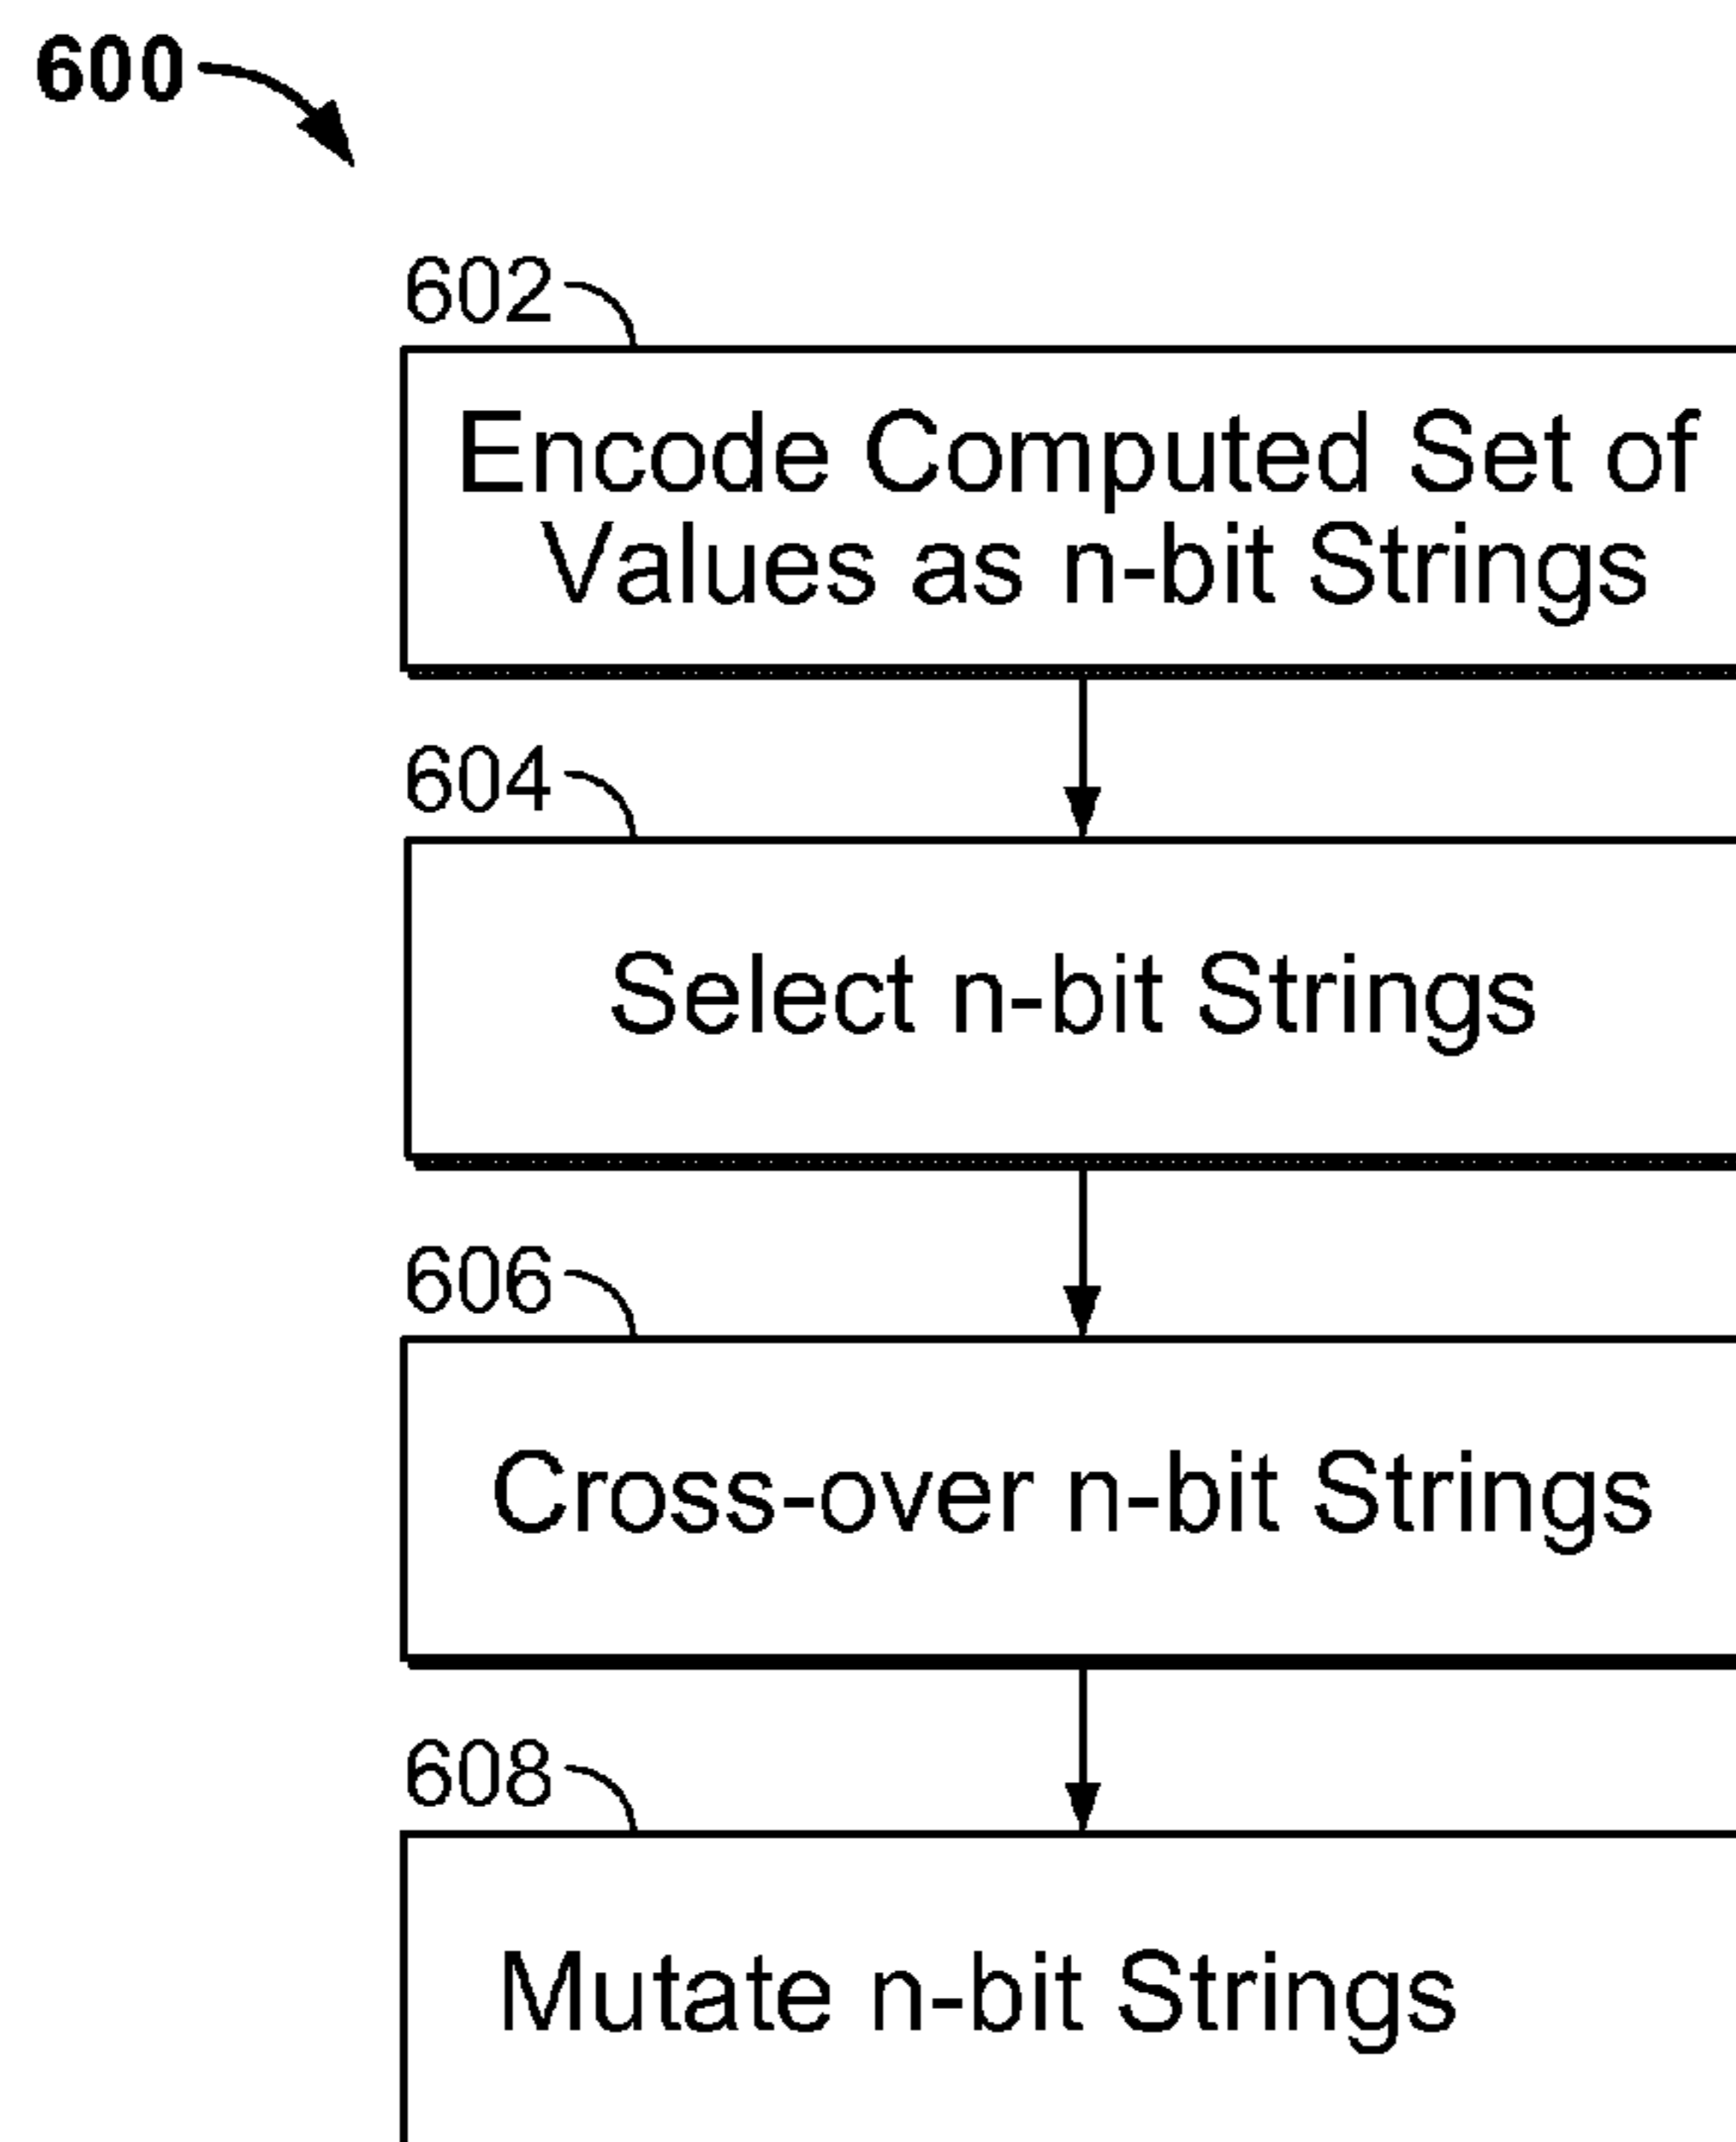 600
602
Encode Computed Set of
Values as n-bit Strings
604
Select n-bit Strings
606
Cross-over n-bit Strings
608
Mutate n-bit Strings